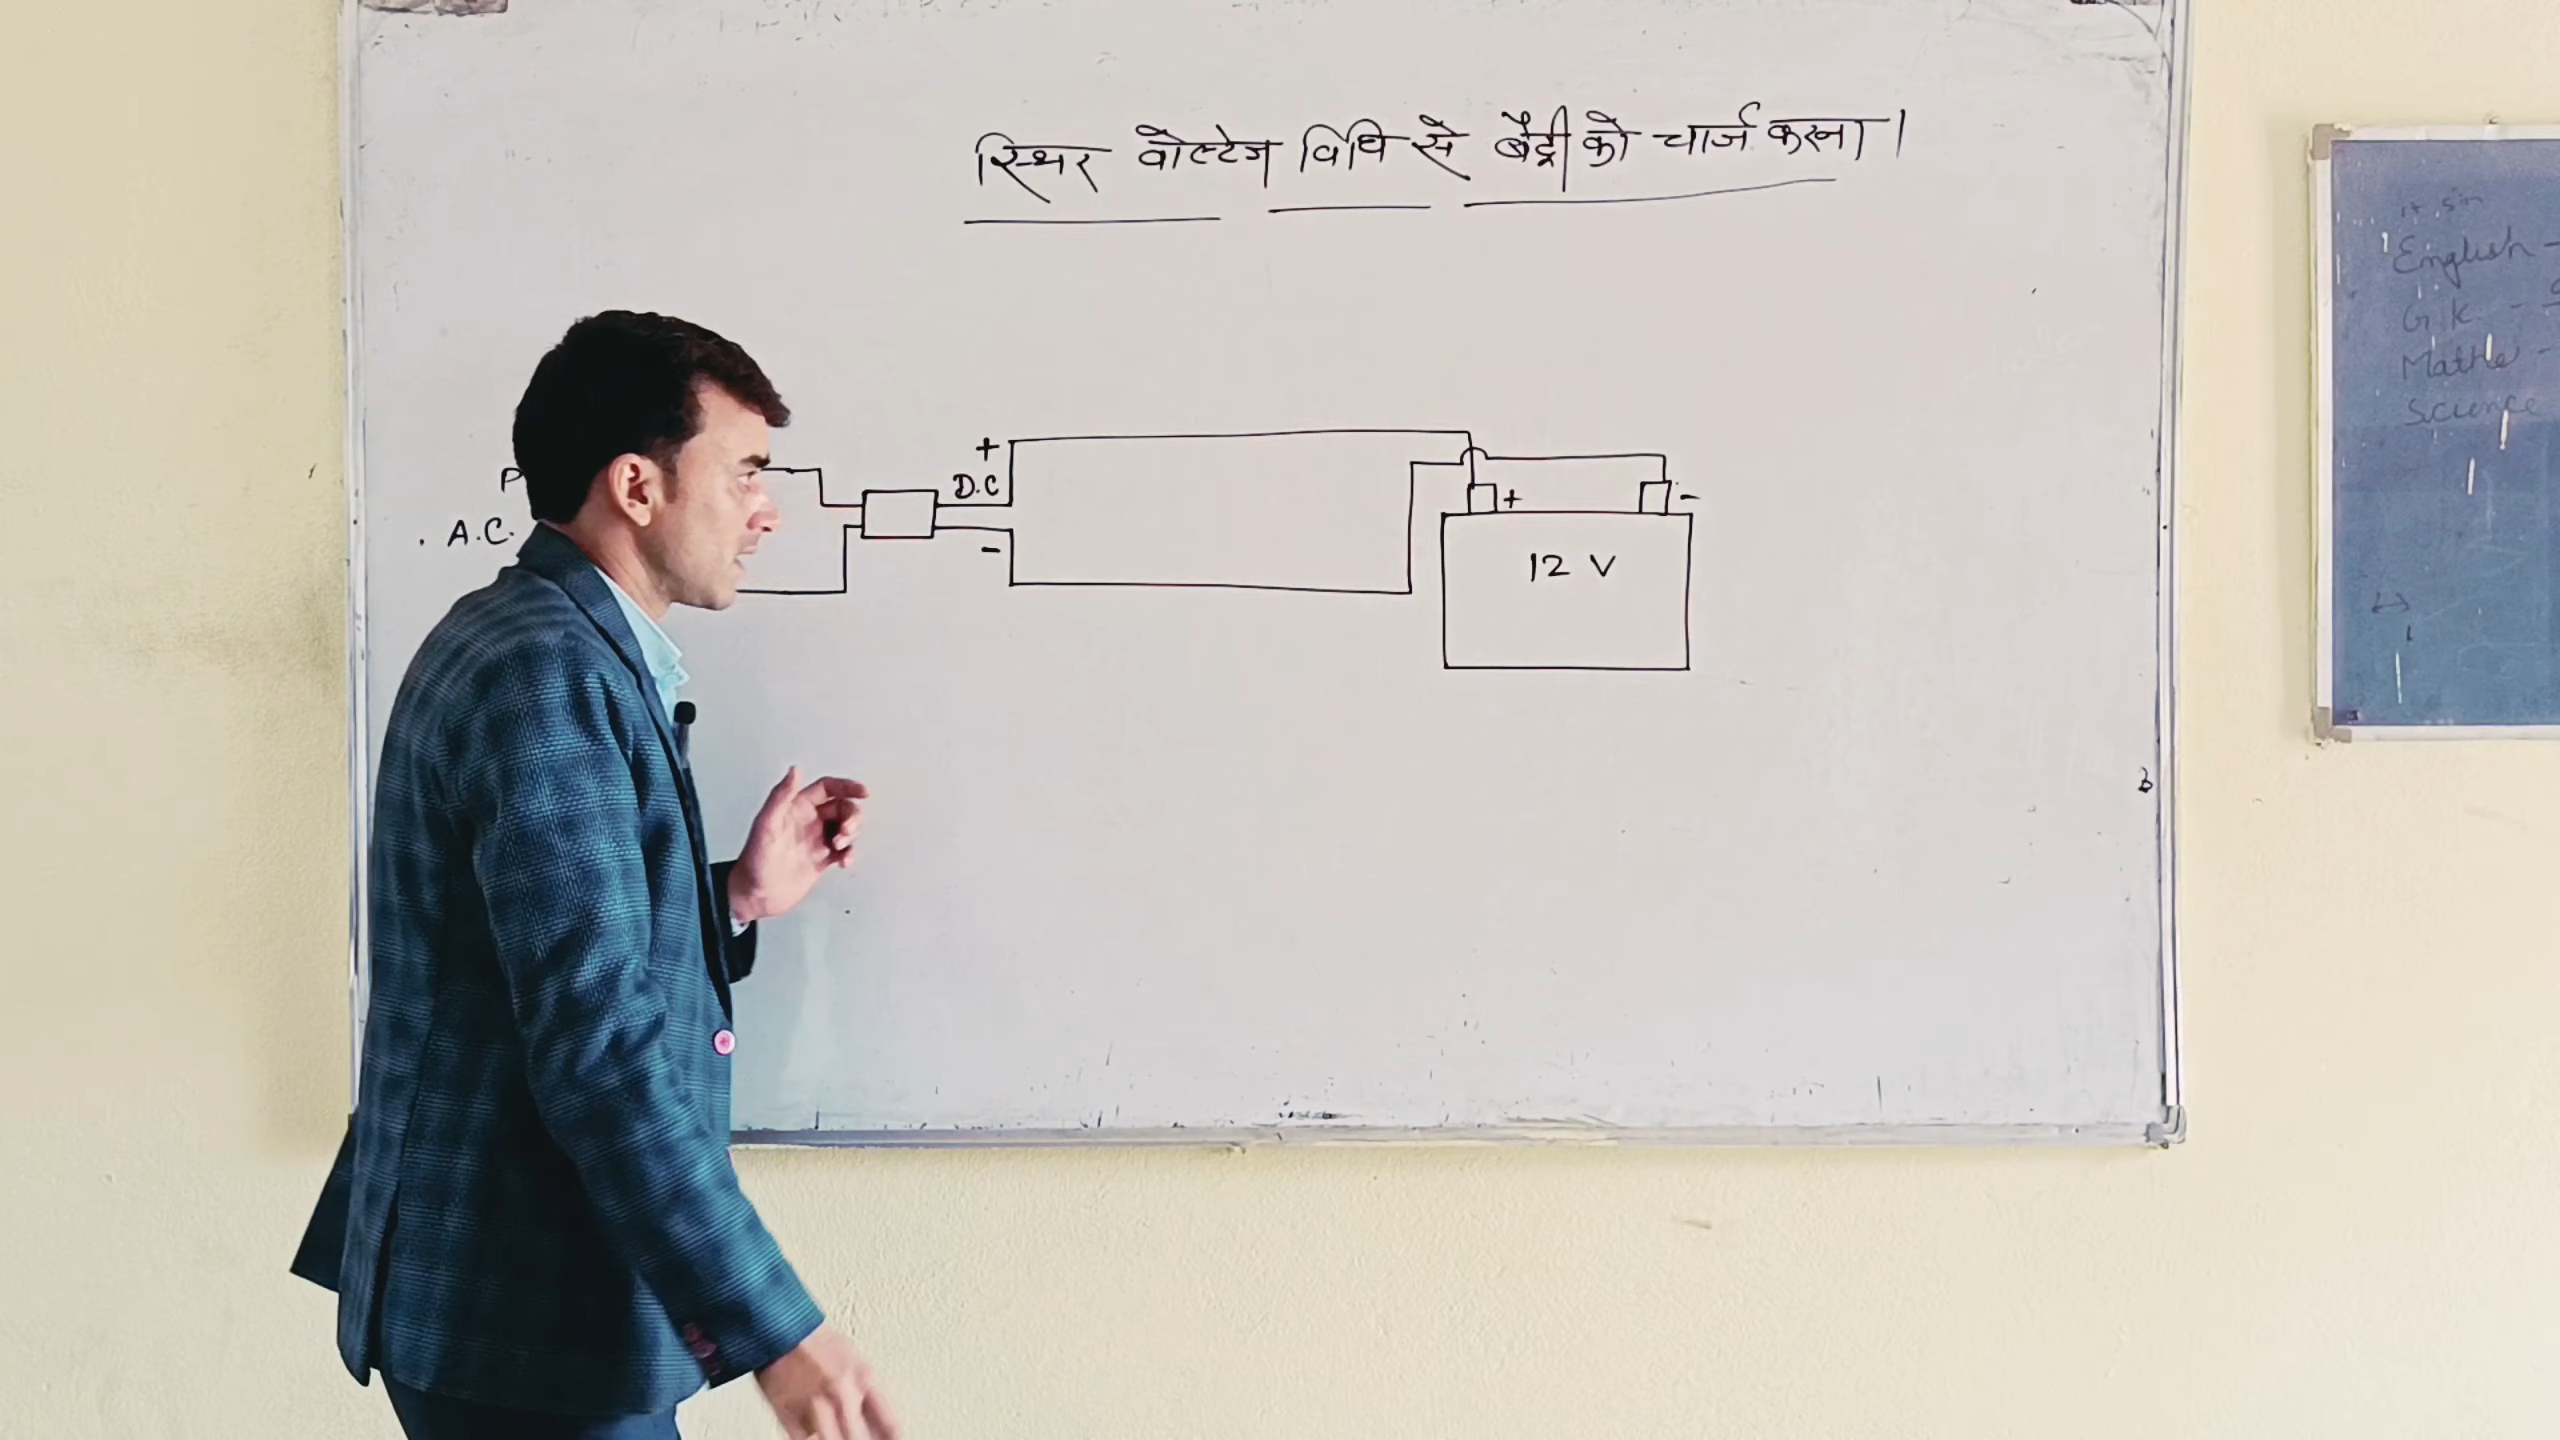 स्थिर वोल्टेज विधि से बैट्री को चार्ज करना।
+
P
D.C
+ -
A.C.
-
12 V
English -
G.K. -
Maths -
Science